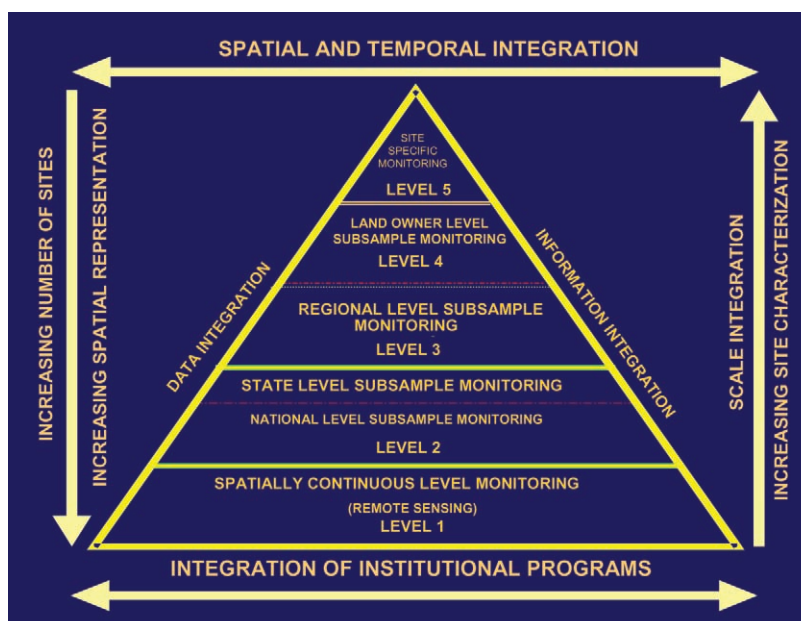 SPATIAL AND TEMPORAL INTEGRATION
INCREASING NUMBER OF SITES
INCREASING SPATIAL REPRESENTATION
DATA INTEGRATION
SITE
SPECIFIC
MONITORING
LEVEL 5
LAND OWNER LEVEL
SUBSAMPLE MONITORING
LEVEL 4
REGIONAL LEVEL SUBSAMPLE
MONITORING
LEVEL 3
STATE LEVEL SUBSAMPLE MONITORING
NATIONAL LEVEL SUBSAMPLE MONITORING
LEVEL 2
SPATIALLY CONTINUOUS LEVEL MONITORING
(REMOTE SENSING)
LEVEL 1
INFORMATION INTEGRATION
SCALE INTEGRATION
INCREASING SITE CHARACTERIZATION
INTEGRATION OF INSTITUTIONAL PROGRAMS